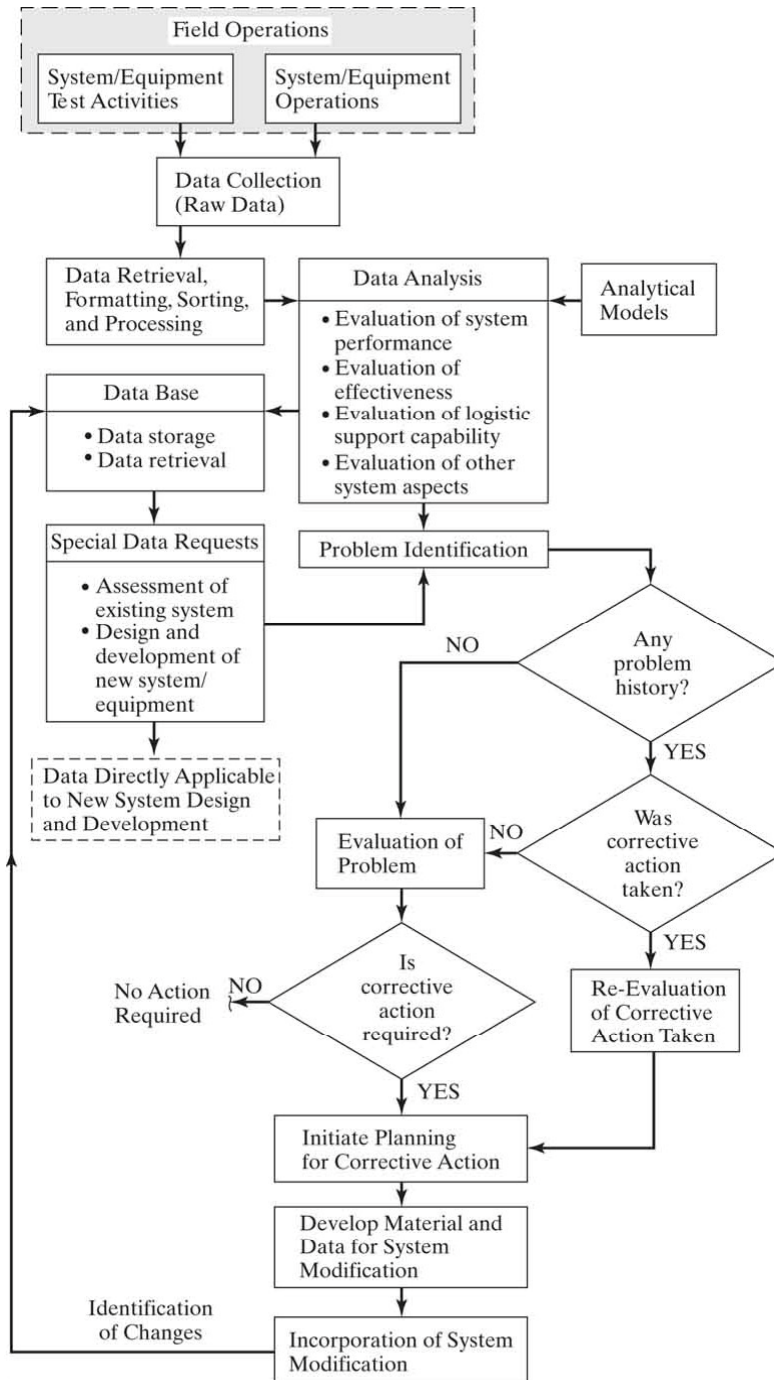 Field Operations
System/Equipment
Test Activities
System/Equipment
Operations
Data Collection
(Raw Data)
Data Retrieval,
Formatting, Sorting,
and Processing
Data Analysis
• Evaluation of system
performance
• Evaluation of
effectiveness
• Evaluation of logistic
support capability
• Evaluation of other
system aspects
Analytical
Models
Data Base
• Data storage
• Data retrieval
Special Data Requests
• Assessment of
existing system
• Design and
development of
new system/
equipment
Problem Identification
Any
problem
history?
NO
YES
Data Directly Applicable
to New System Design
and Development
Was
corrective
action
taken?
NO
YES
Evaluation of
Problem
Is
corrective
action
required?
NO
No Action
Required
YES
Re-Evaluation
of Corrective
Action Taken
Initiate Planning
for Corrective Action
Develop Material and
Data for System
Modification
Identification
of Changes
Incorporation of System
Modification